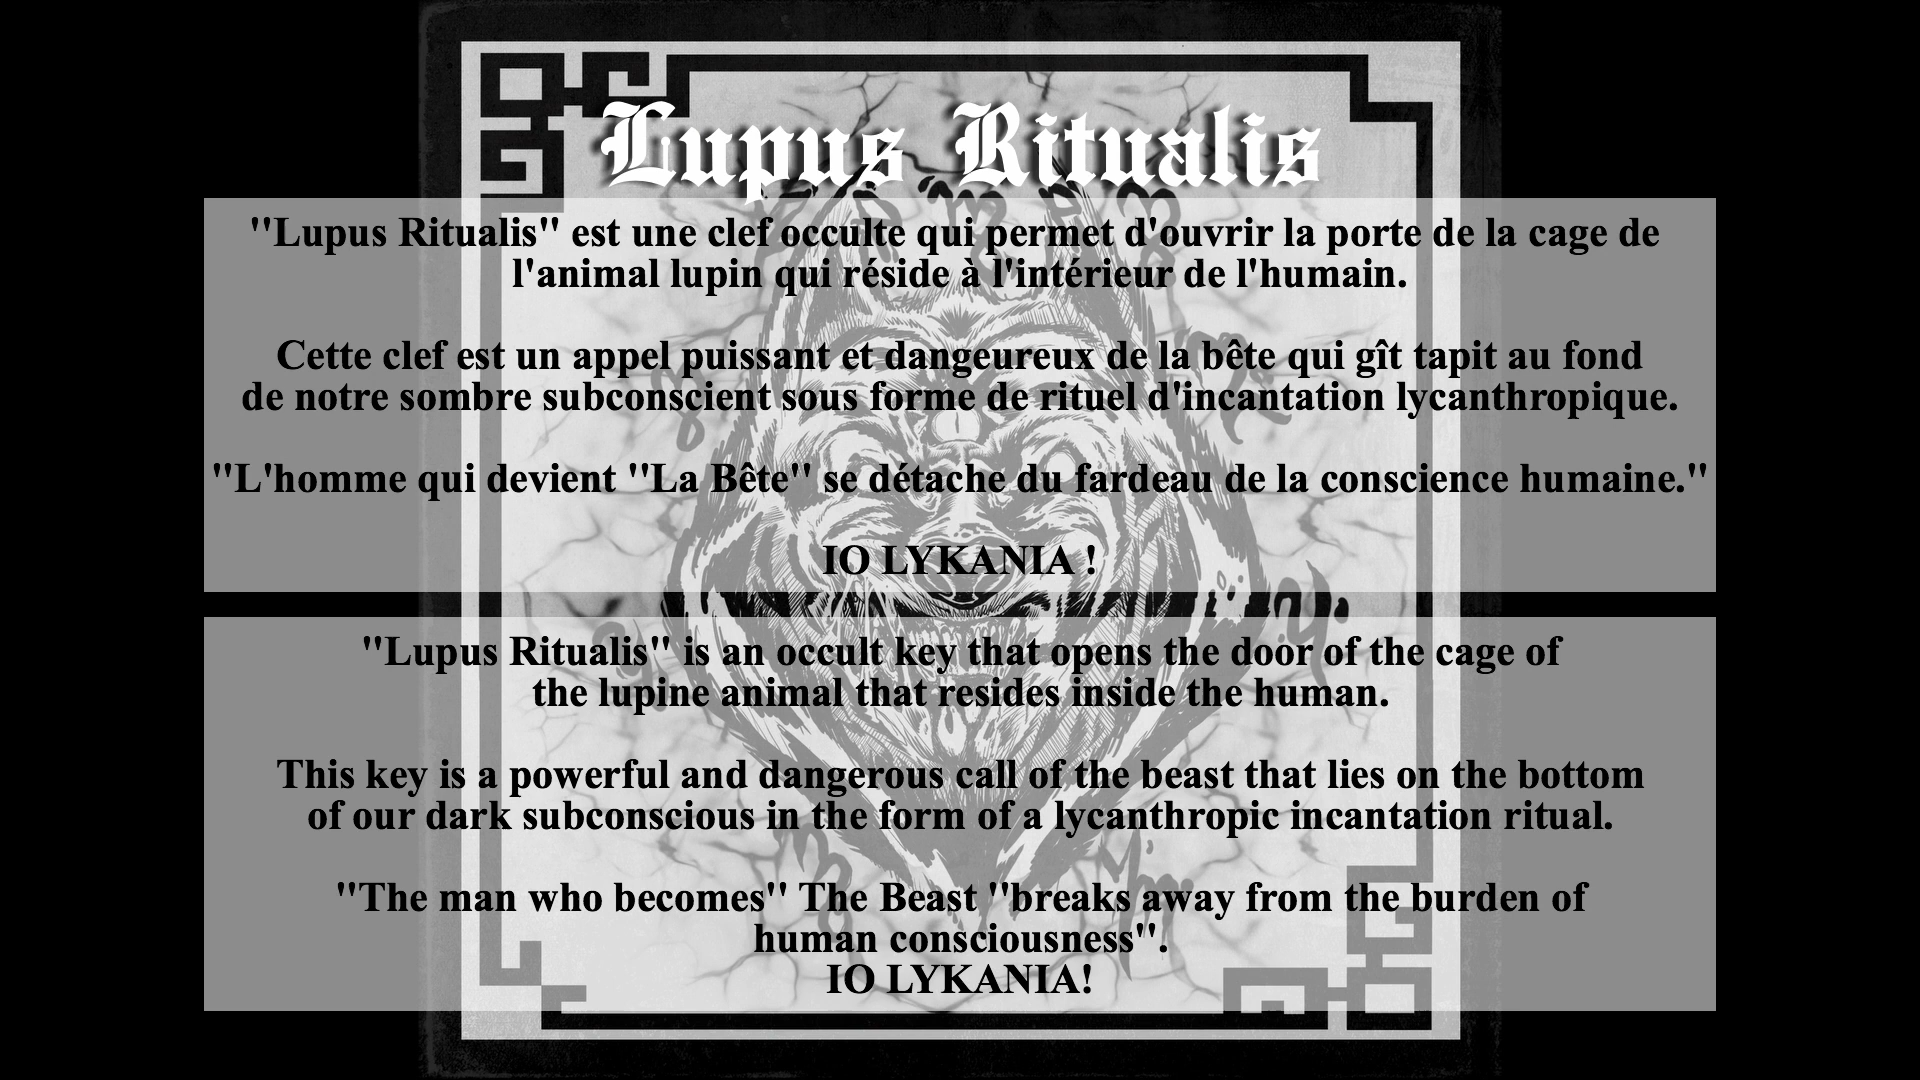 Lupus Ritualis
"Lupus Ritualis" est une clef occulte qui permet d'ouvrir la porte de la cage de
l'animal lupin qui réside à l'intérieur de l'humain.
Cette clef est un appel puissant et dangeureux de la bête qui gît tapit au fond
de notre sombre subconscient sous forme de rituel d'incantation lycanthropique.
"L'homme qui devient "La Bête" se détache du fardeau de la conscience humaine."
IO LYKANIA !
"Lupus Ritualis" is an occult key that opens the door of the cage of
the lupine animal that resides inside the human.
This key is a powerful and dangerous call of the beast that lies on the bottom
of our dark subconscious in the form of a lycanthropic incantation ritual.
"The man who becomes" The Beast "breaks away from the burden of
human consciousness".
IO LYKANIA!